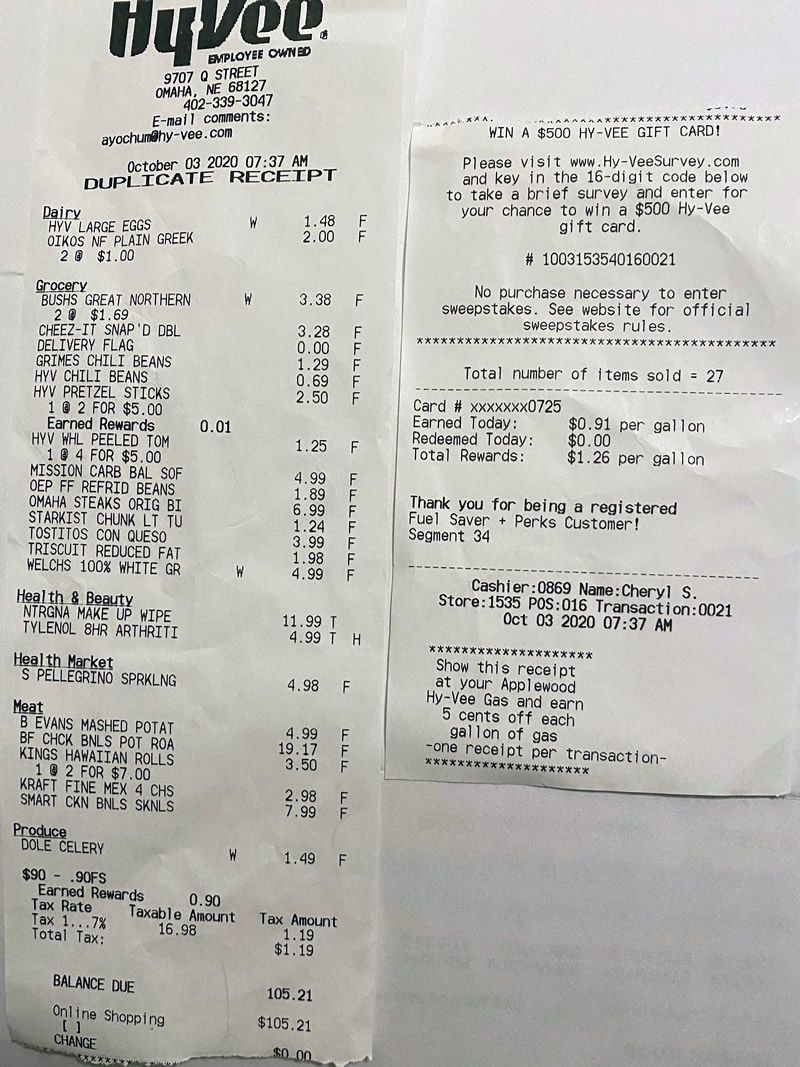 HyVee®
EMPLOYEE OWNED
9707 Q STREET
OMAHA, NE 68127
402-339-3047
E-mail comments:
ayochum@hy-vee.com
October 03 2020 07:37 AM
DUPLICATE RECEIPT
Dairy
HYV LARGE EGGS W 1.48 F
OIKOS NF PLAIN GREEK 2.00 F
2 @ $1.00
Grocery
BUSHS GREAT NORTHERN W 3.38 F
2 @ $1.69
CHEEZ-IT SNAP'D DBL 3.28 F
DELIVERY FLAG 0.00 F
GRIMES CHILI BEANS 1.29 F
HYV CHILI BEANS 0.69 F
HYV PRETZEL STICKS 2.50 F
1 @ 2 FOR $5.00
Earned Rewards 0.01
HYV WHL PEELED TOM 1.25 F
1 @ 4 FOR $5.00
MISSION CARB BAL SOF 4.99 F
OEP FF REFRID BEANS 1.89 F
OMAHA STEAKS ORIG BI 6.99 F
STARKIST CHUNK LT TU 1.24 F
TOSTITOS CON QUESO 3.99 F
TRISCUIT REDUCED FAT 1.98 F
WELCHS 100% WHITE GR W 4.99 F
Health & Beauty
NTRGNA MAKE UP WIPE 11.99 T
TYLENOL 8HR ARTHRITI 4.99 T H
Health Market
S PELLEGRINO SPRKLNG 4.98 F
Meat
B EVANS MASHED POTAT 4.99 F
BF CHCK BNLS POT ROA 19.17 F
KINGS HAWAIIAN ROLLS 3.50 F
1 @ 2 FOR $7.00
KRAFT FINE MEX 4 CHS 2.98 F
SMART CKN BNLS SKNLS 7.99 F
Produce
DOLE CELERY W 1.49 F
$90 - .90FS
Earned Rewards 0.90
Tax Rate Taxable Amount Tax Amount
Tax 1...7% 16.98 1.19
Total Tax: $1.19
BALANCE DUE 105.21
Online Shopping $105.21
[ ]
CHANGE $0.00
***********************
*******************************
WIN A $500 HY-VEE GIFT CARD!
Please visit www.Hy-VeeSurvey.com
and key in the 16-digit code below
to take a brief survey and enter for
your chance to win a $500 Hy-Vee
gift card.
# 1003153540160021
No purchase necessary to enter
sweepstakes. See website for official
sweepstakes rules.
******************************************
Total number of items sold = 27
------------------------------------------
Card # xxxxxxx0725
Earned Today: $0.91 per gallon
Redeemed Today: $0.00
Total Rewards: $1.26 per gallon
Thank you for being a registered
Fuel Saver + Perks Customer!
Segment 34
------------------------------------------
Cashier:0869 Name:Cheryl S.
Store:1535 POS:016 Transaction:0021
Oct 03 2020 07:37 AM
********************
Show this receipt
at your Applewood
Hy-Vee Gas and earn
5 cents off each
gallon of gas
-one receipt per transaction-
********************